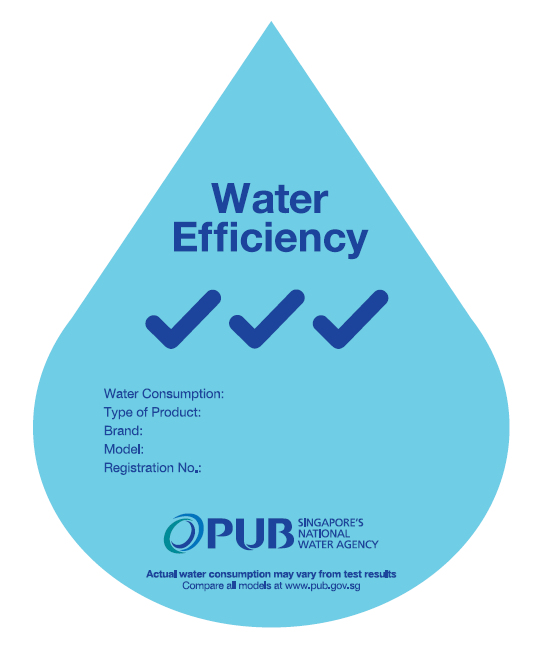 Water
Efficiency
Water Consumption:
Type of Product:
Brand:
Model:
Registration No.:
PUB SINGAPORE'S
NATIONAL
WATER AGENCY
Actual water consumption may vary from test results
Compare all models at www.pub.gov.sg